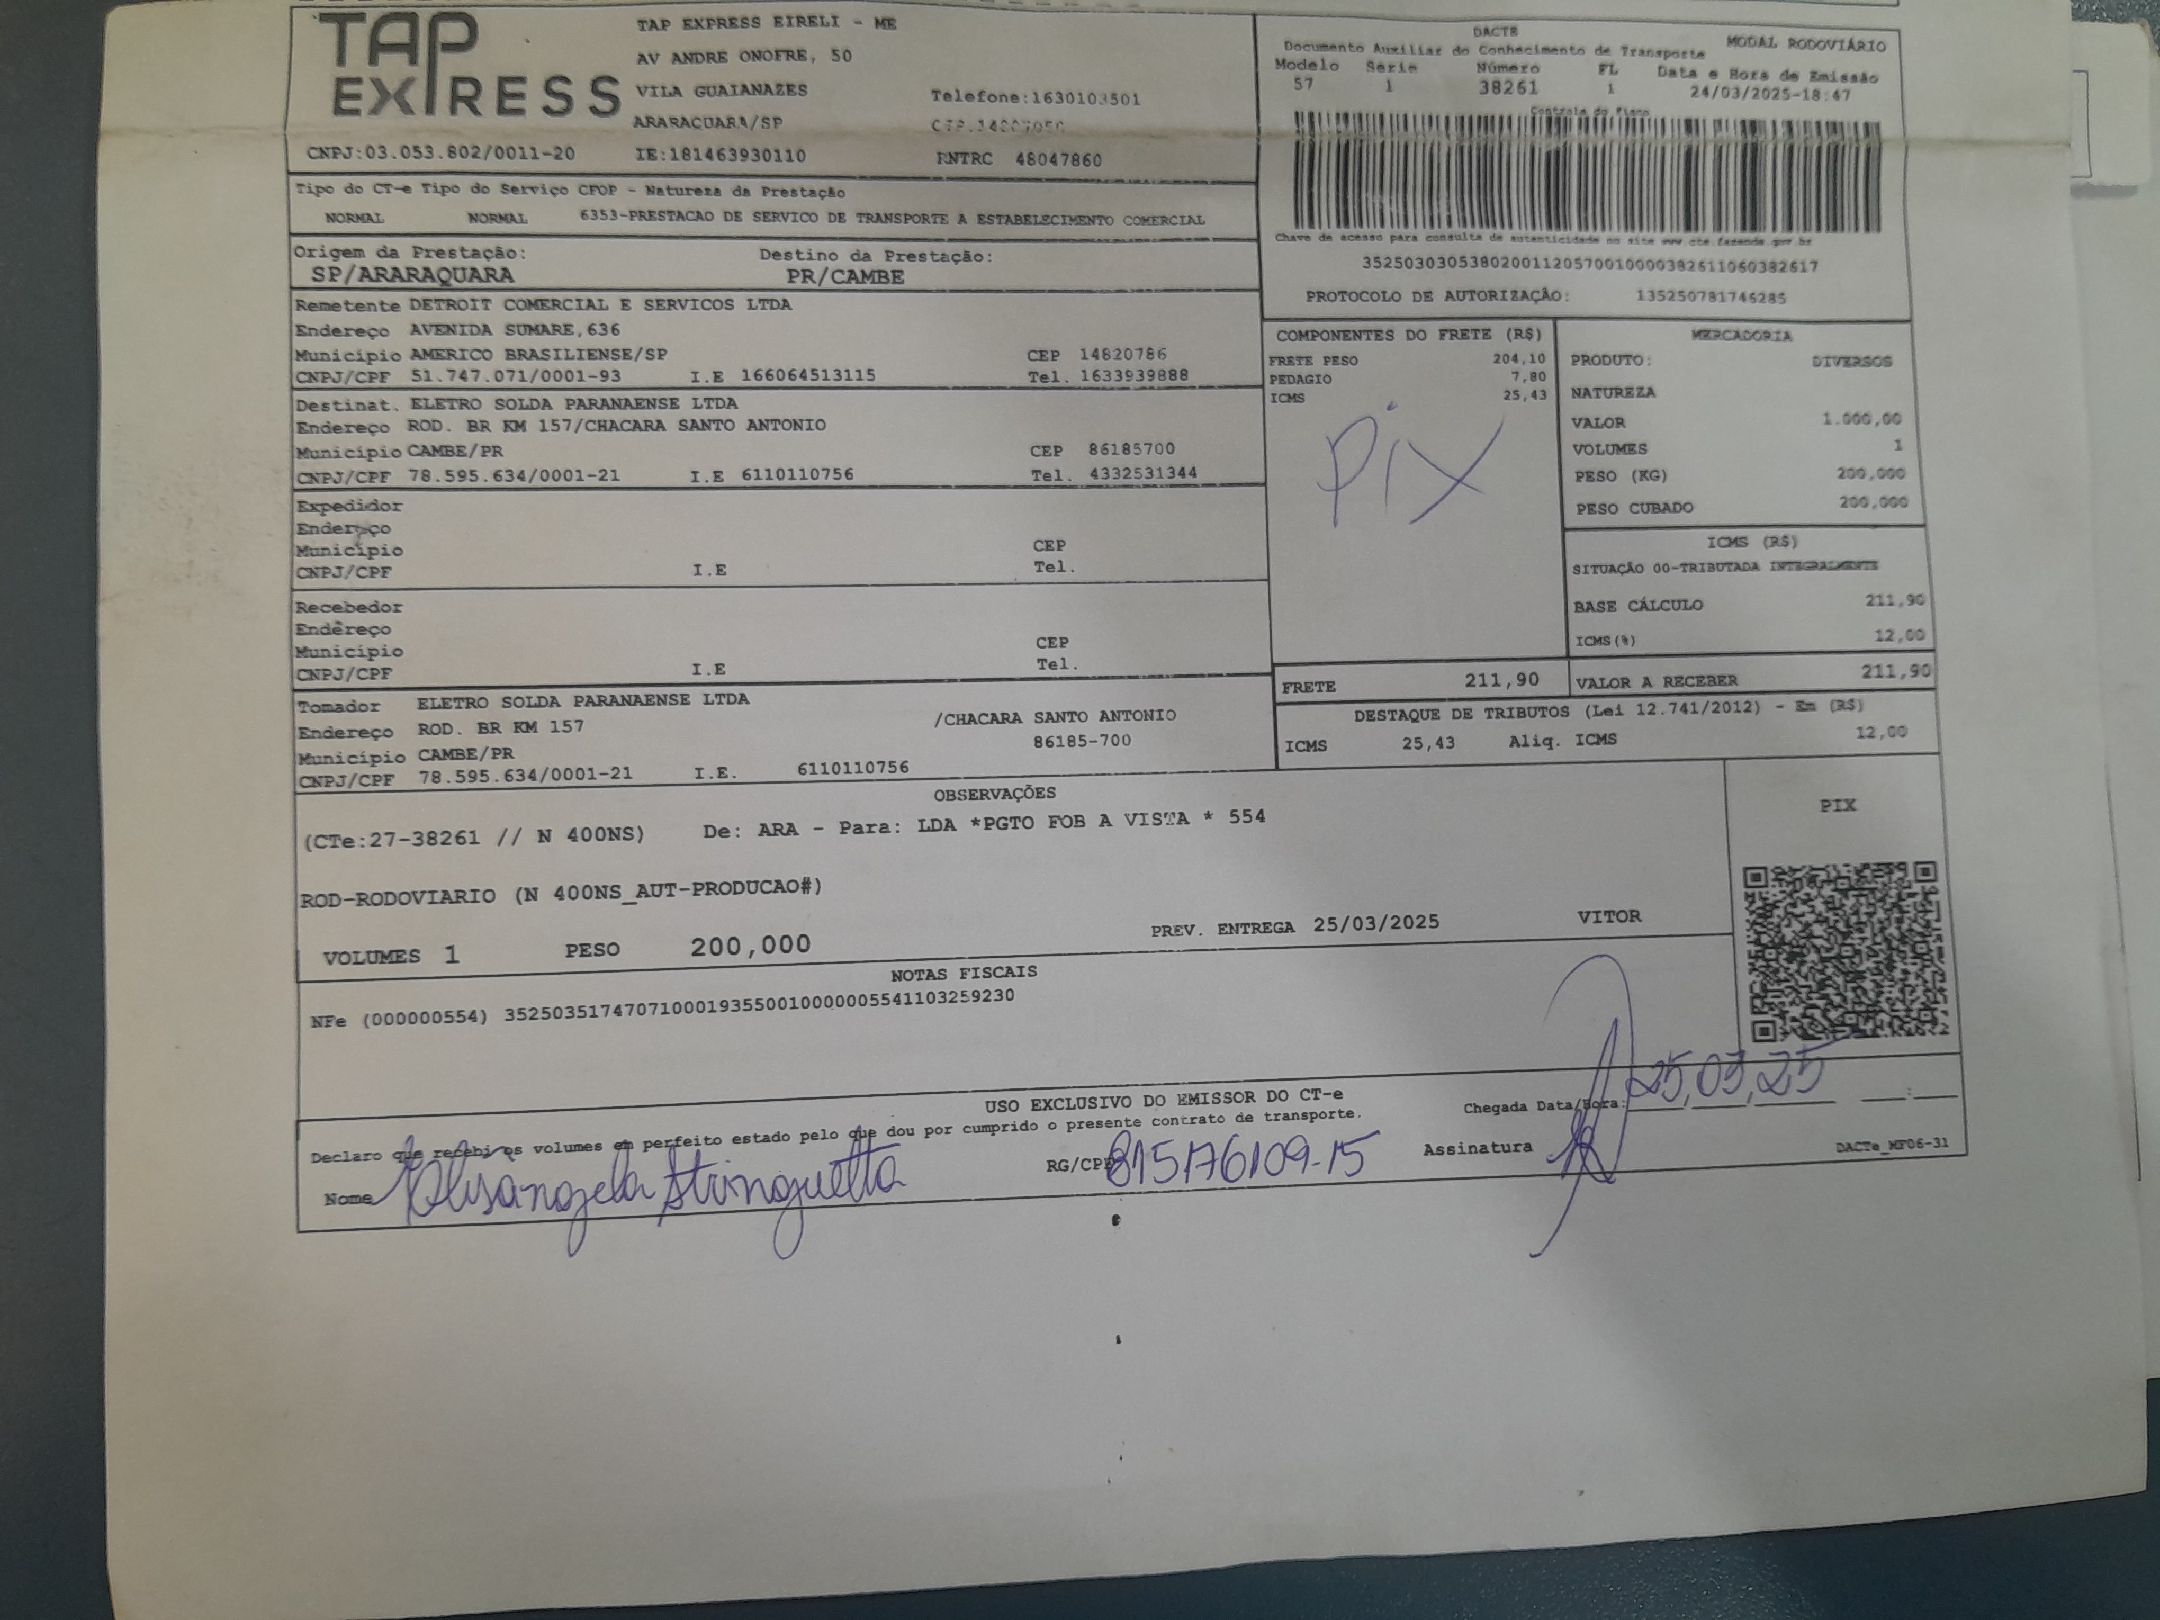 TAP EXPRESS
TAP EXPRESS EIRELI - ME
AV ANDRE ONOFRE, 50
VILA GUAIANAZES
Telefone:1630103501
ARARAQUARA/SP
CNPJ:03.053.802/0011-20 IE:181463930110 RNTRC 48047860
DACTE
Documento Auxiliar do Conhecimento de Transporte MODAL RODOVIÁRIO
Modelo Serie Número FL Data e Hora de Emissão
57 1 38261 1 24/03/2025-18:47
Controle do Fisco
Chave de acesso para consulta de autenticidade no site www.cte.fazenda.gov.br
35250303053802001120570010000382611060382617
PROTOCOLO DE AUTORIZAÇÃO: 135250781746285
Tipo do CT-e Tipo do Serviço CFOP - Natureza da Prestação
NORMAL NORMAL 6353-PRESTACAO DE SERVICO DE TRANSPORTE A ESTABELECIMENTO COMERCIAL
Origem da Prestação: Destino da Prestação:
SP/ARARAQUARA PR/CAMBE
Remetente DETROIT COMERCIAL E SERVICOS LTDA
Endereço AVENIDA SUMARE,636
Município AMERICO BRASILIENSE/SP CEP 14820786
CNPJ/CPF 51.747.071/0001-93 I.E 166064513115 Tel. 1633939888
Destinat. ELETRO SOLDA PARANAENSE LTDA
Endereço ROD. BR KM 157/CHACARA SANTO ANTONIO
Município CAMBE/PR CEP 86185700
CNPJ/CPF 78.595.634/0001-21 I.E 6110110756 Tel. 4332531344
Expedidor
Endereço
Município CEP
CNPJ/CPF I.E Tel.
Recebedor
Endereço
Município CEP
CNPJ/CPF I.E Tel.
Tomador ELETRO SOLDA PARANAENSE LTDA
Endereço ROD. BR KM 157 /CHACARA SANTO ANTONIO
Município CAMBE/PR 86185-700
CNPJ/CPF 78.595.634/0001-21 I.E. 6110110756
COMPONENTES DO FRETE (R$)
FRETE PESO 204,10
PEDAGIO 7,80
ICMS 25,43
Pix
MERCADORIA
PRODUTO: DIVERSOS
NATUREZA
VALOR 1.000,00
VOLUMES 1
PESO (KG) 200,000
PESO CUBADO 200,000
ICMS (R$)
SITUAÇÃO 00-TRIBUTADA INTEGRALMENTE
BASE CÁLCULO 211,90
ICMS(%) 12,00
FRETE 211,90 VALOR A RECEBER 211,90
DESTAQUE DE TRIBUTOS (Lei 12.741/2012) - Em (R$)
ICMS 25,43 Aliq. ICMS 12,00
OBSERVAÇÕES
(CTe:27-38261 // N 400NS) De: ARA - Para: LDA *PGTO FOB A VISTA * 554
ROD-RODOVIARIO (N 400NS_AUT-PRODUCAO#)
VOLUMES 1 PESO 200,000 PREV. ENTREGA 25/03/2025 VITOR
PIX
NOTAS FISCAIS
NFe (000000554) 35250351747071000193550010000005541103259230
USO EXCLUSIVO DO EMISSOR DO CT-e
Declaro que recebi os volumes em perfeito estado pelo que dou por cumprido o presente contrato de transporte.
Chegada Data/Hora: 25,03,25 :
Nome Elisangela Stringuetta RG/CPF 815176109-15 Assinatura
DACTe_MF06-31